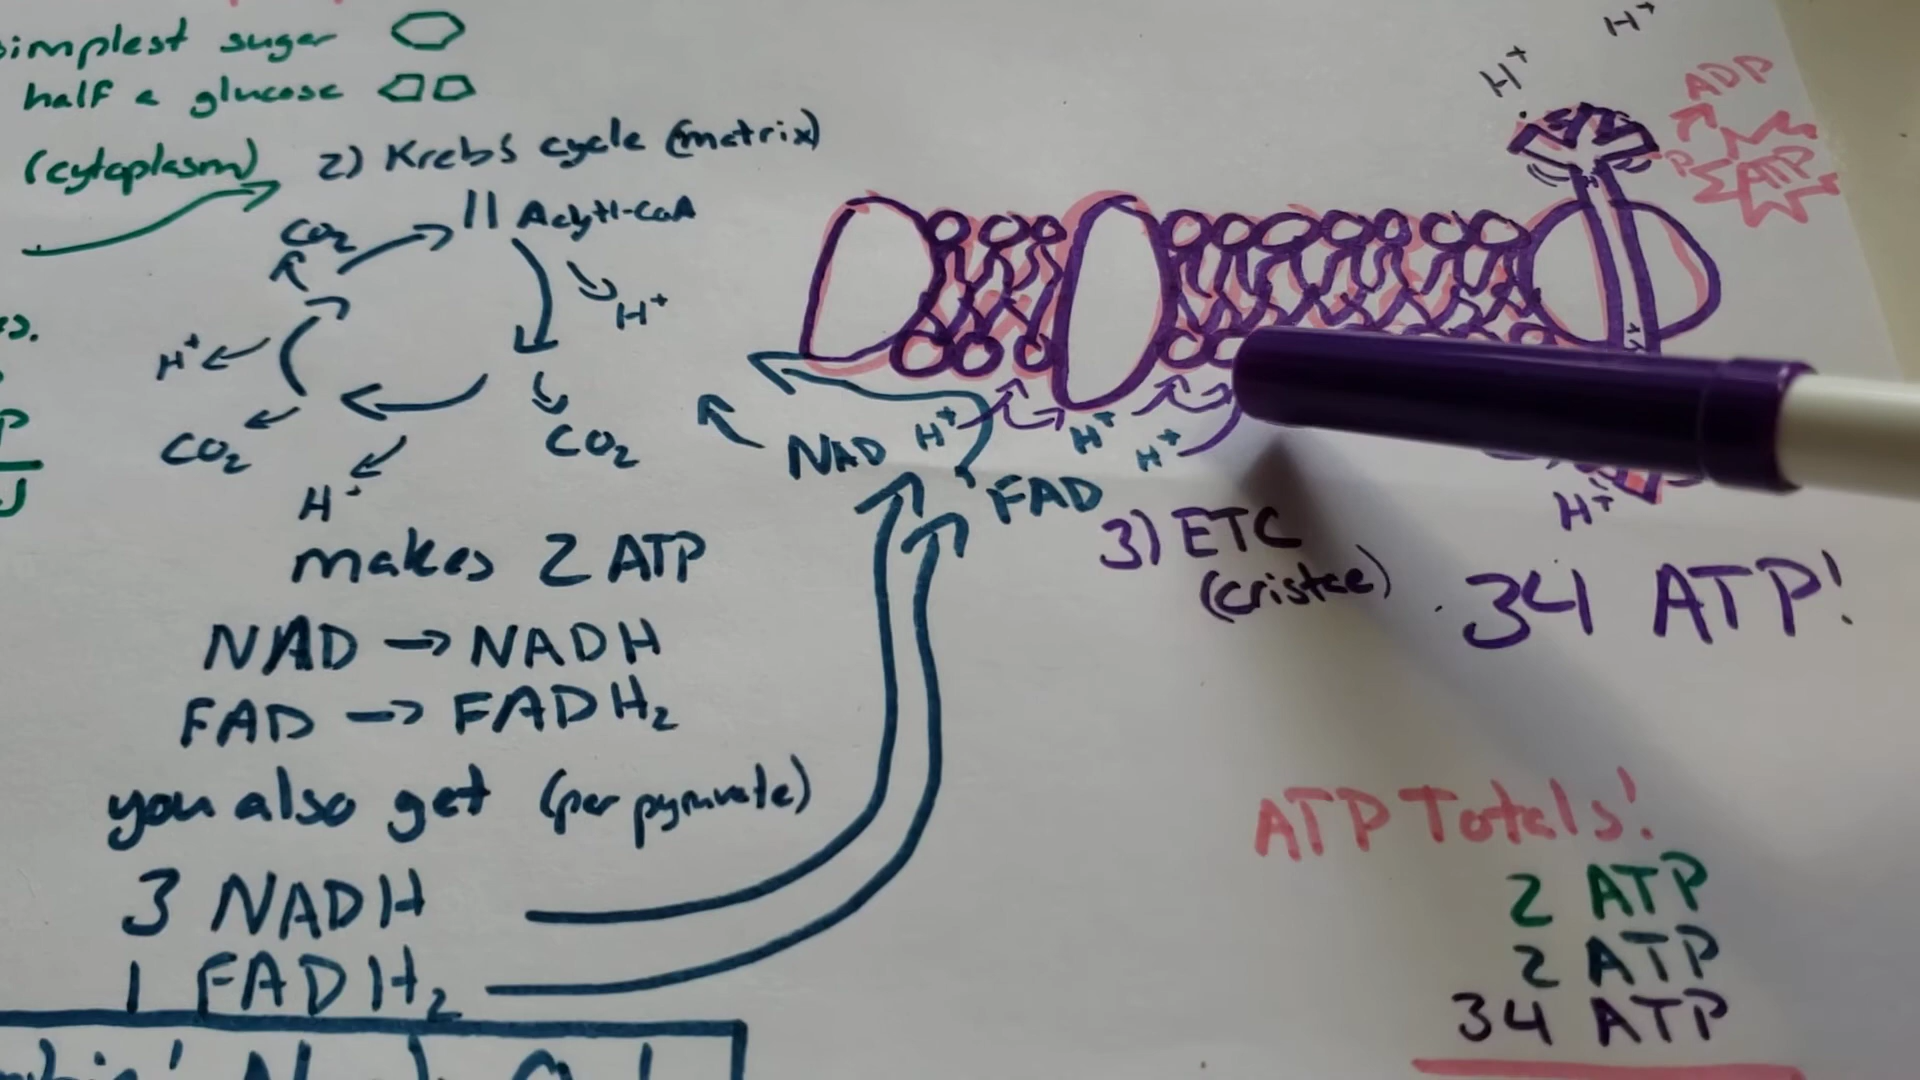 simplest sugar
half a glucose
(cytoplasm)
2) Krebs cycle (matrix)
CO2
H+
H+
CO2
CO2
H+
makes 2 ATP
NAD → NADH
FAD → FADH2
you also get (per pyruvate)
3 NADH
1 FADH2
H+
H+
ADP
P
ATP
NAD
H+
FAD
H+
H+
H+
3) ETC
(cristae)
34 ATP!
ATP Totals!
2 ATP
2 ATP
34 ATP